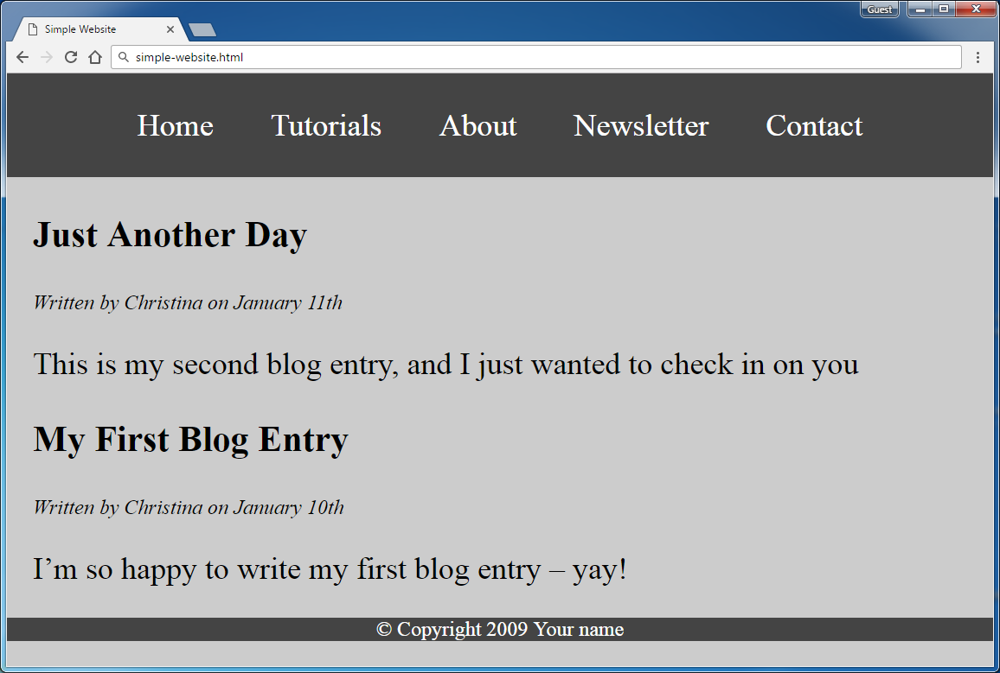 Guest
Simple Website
simple-website.html
Home Tutorials About Newsletter Contact
Just Another Day
Written by Christina on January 11th
This is my second blog entry, and I just wanted to check in on you
My First Blog Entry
Written by Christina on January 10th
I’m so happy to write my first blog entry – yay!
© Copyright 2009 Your name